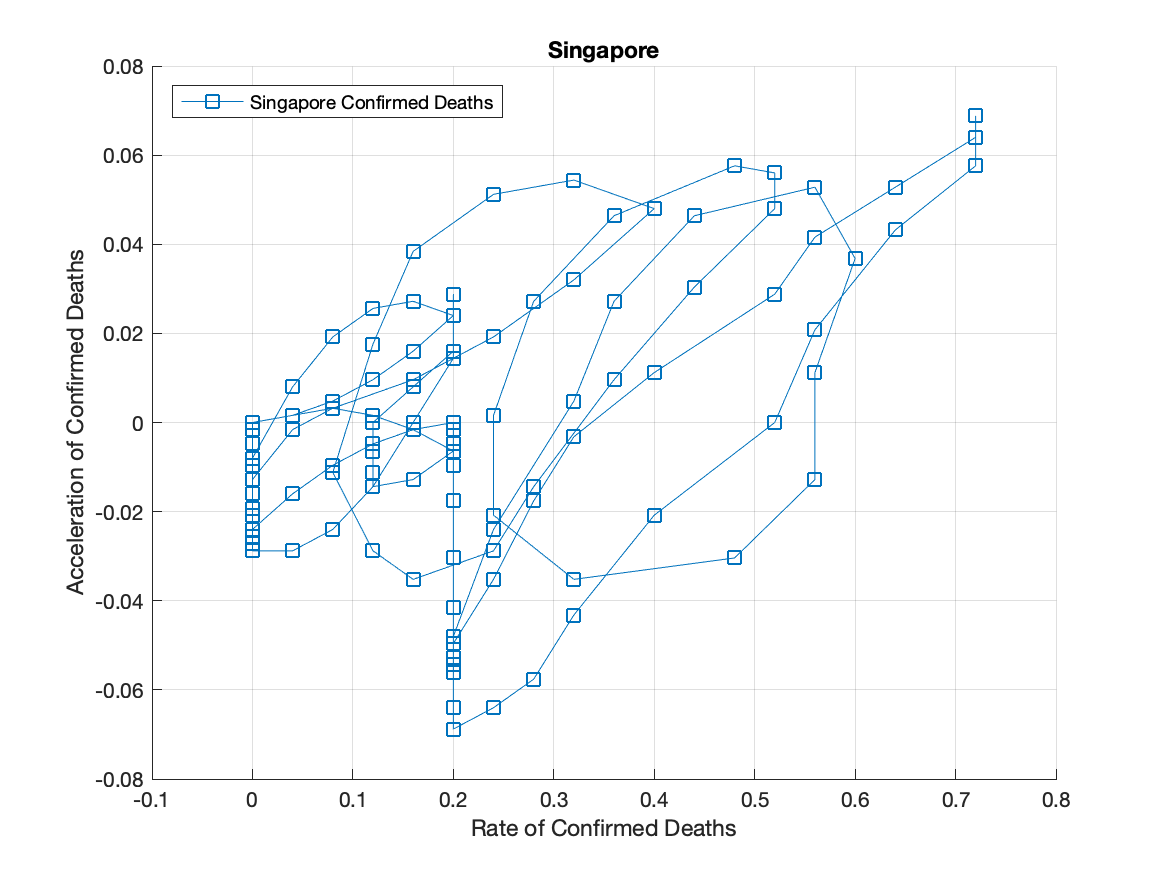 Singapore
Singapore Confirmed Deaths
0.08
0.06
0.04
0.02
0
-0.02
-0.04
-0.06
-0.08
Acceleration of Confirmed Deaths
-0.1 0 0.1 0.2 0.3 0.4 0.5 0.6 0.7 0.8
Rate of Confirmed Deaths